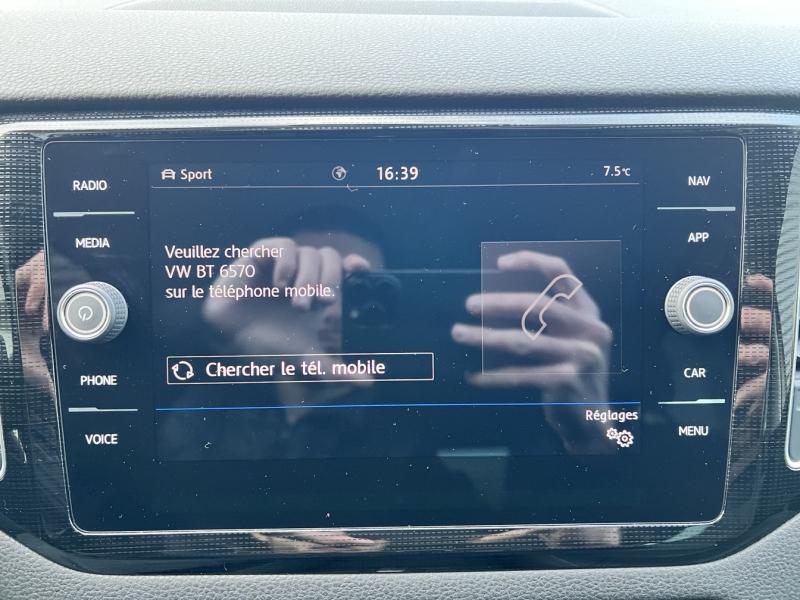 Sport 16:39 7.5°C
RADIO
MEDIA
PHONE
VOICE
Veuillez chercher
VW BT 6570
sur le téléphone mobile.
Chercher le tél. mobile
Réglages
NAV
APP
CAR
MENU